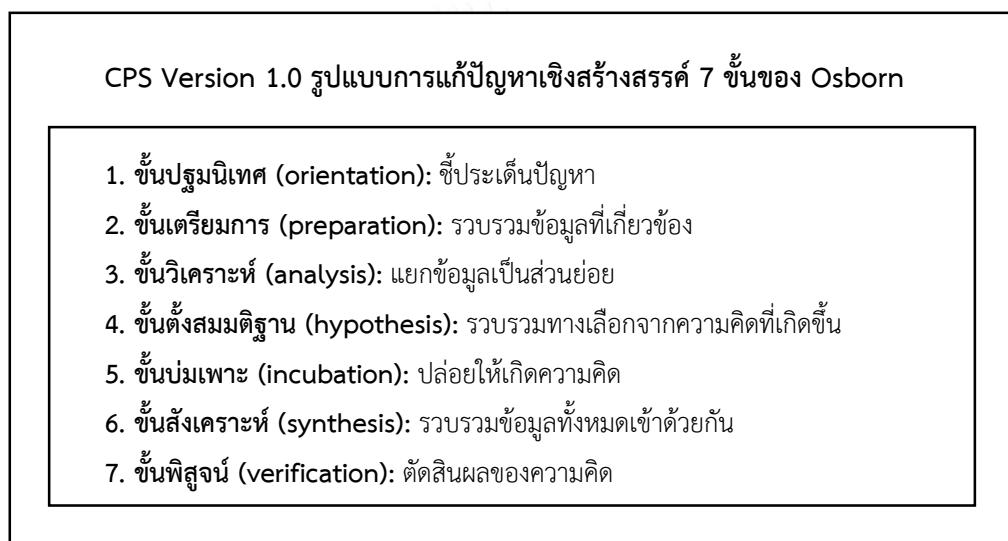 CPS Version 1.0 รูปแบบการแก้ปัญหาเชิงสร้างสรรค์ 7 ขั้นของ Osborn
1. ขั้นปฐมนิเทศ (orientation): ชี้ประเด็นปัญหา
2. ขั้นเตรียมการ (preparation): รวบรวมข้อมูลที่เกี่ยวข้อง
3. ขั้นวิเคราะห์ (analysis): แยกข้อมูลเป็นส่วนย่อย
4. ขั้นตั้งสมมติฐาน (hypothesis): รวบรวมทางเลือกจากความคิดที่เกิดขึ้น
5. ขั้นบ่มเพาะ (incubation): ปล่อยให้เกิดความคิด
6. ขั้นสังเคราะห์ (synthesis): รวบรวมข้อมูลทั้งหมดเข้าด้วยกัน
7. ขั้นพิสูจน์ (verification): ตัดสินผลของความคิด